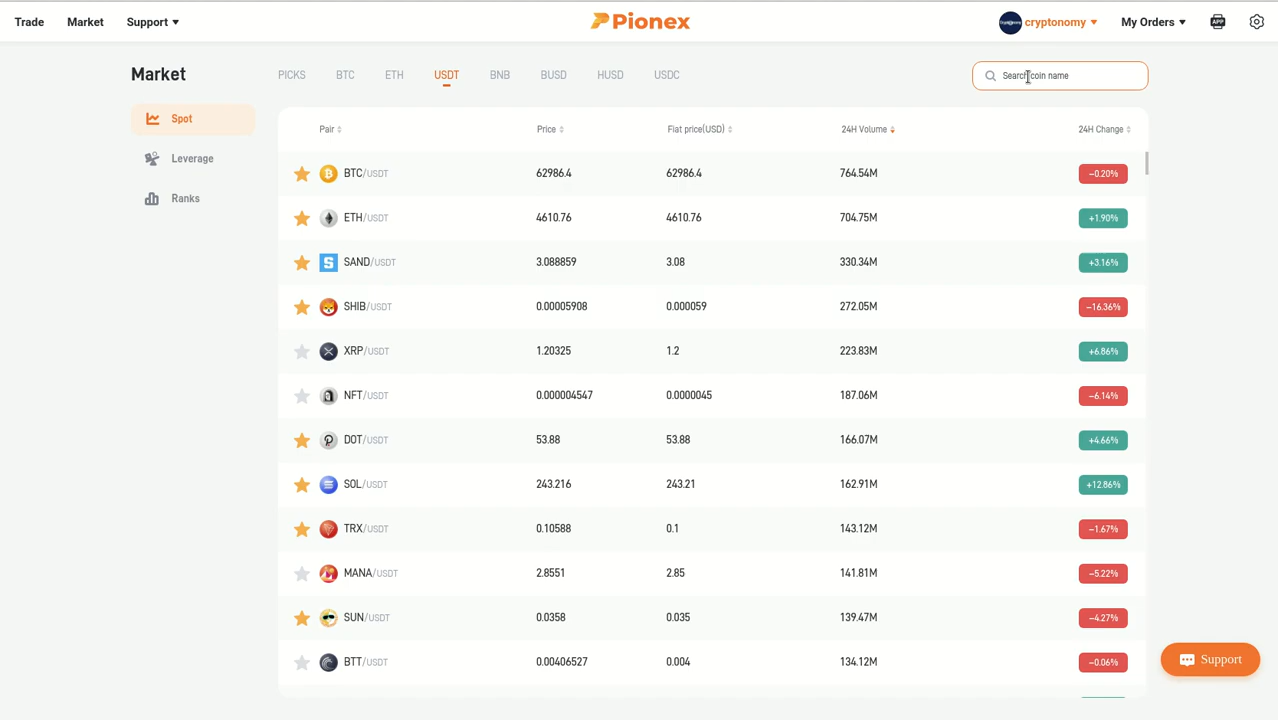 Trade Market Support Pionex cryptonomy My Orders APP
Market PICKS BTC ETH USDT BNB BUSD HUSD USDC Search coin name
Spot
Leverage
Ranks
Pair Price Fiat price(USD) 24H Volume 24H Change
BTC/USDT 62986.4 62986.4 764.54M -0.20%
ETH/USDT 4610.76 4610.76 704.75M +1.90%
SAND/USDT 3.088859 3.08 330.34M +3.16%
SHIB/USDT 0.00005908 0.000059 272.05M -16.36%
XRP/USDT 1.20325 1.2 223.83M +6.86%
NFT/USDT 0.000004547 0.0000045 187.06M -6.14%
DOT/USDT 53.88 53.88 166.07M +4.66%
SOL/USDT 243.216 243.21 162.91M +12.86%
TRX/USDT 0.10588 0.1 143.12M -1.67%
MANA/USDT 2.8551 2.85 141.81M -5.22%
SUN/USDT 0.0358 0.035 139.47M -4.27%
BTT/USDT 0.00406527 0.004 134.12M -0.06%
Support